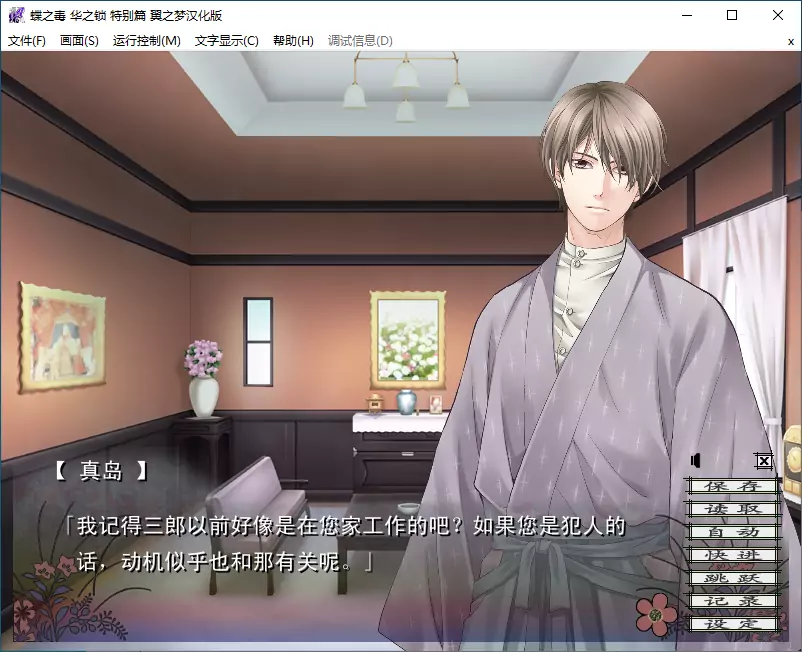 蝶之毒 华之锁 特别篇 翼之梦汉化版
文件(F) 画面(S) 运行控制(M) 文字显示(C) 帮助(H) 调试信息(D) x
【 真岛 】
「我记得三郎以前好像是在您家工作的吧？如果您是犯人的
话，动机似乎也和那有关呢。」
保存
读取
自动
快进
跳跃
记录
设定